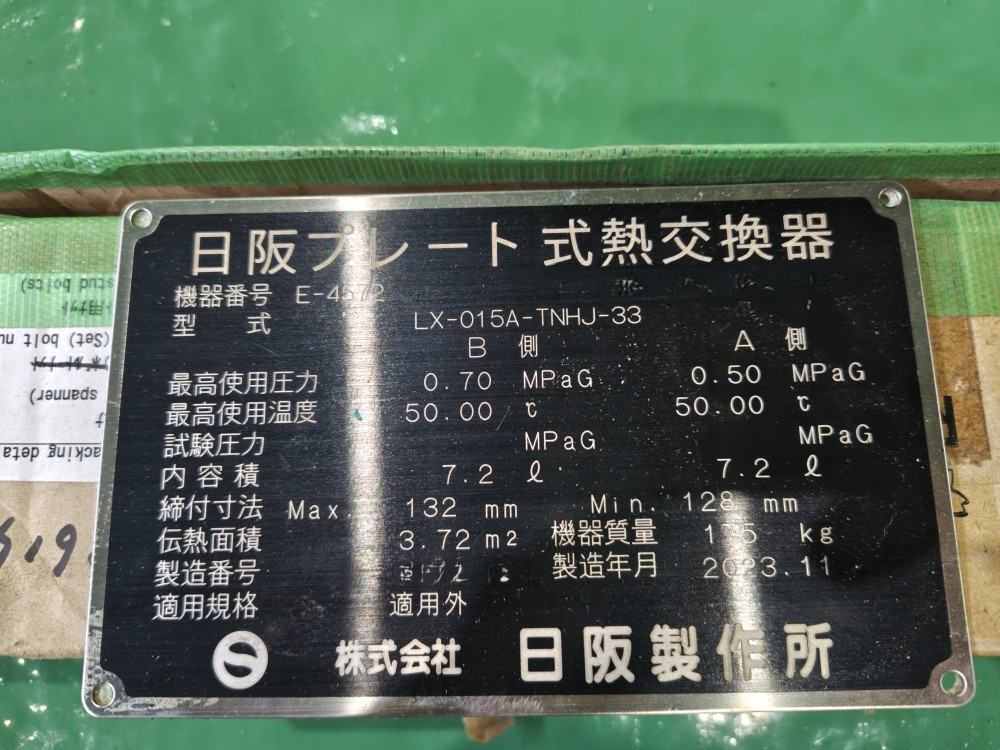 日阪プレート式熱交換器
機器番号 E-4572
型式 LX-015A-TNHJ-33
B 側 A 側
最高使用圧力 0.70 MPaG 0.50 MPaG
最高使用温度 50.00 ℃ 50.00 ℃
試験圧力 MPaG MPaG
内容積 7.2 ℓ 7.2 ℓ
締付寸法 Max. 132 mm Min. 128 mm
伝熱面積 3.72 m2 機器質量 kg
製造番号 製造年月 2023.11
適用規格 適用外
株式会社 日阪製作所
stud bolts)
(Set) bolt nu
spanner)
acking deta